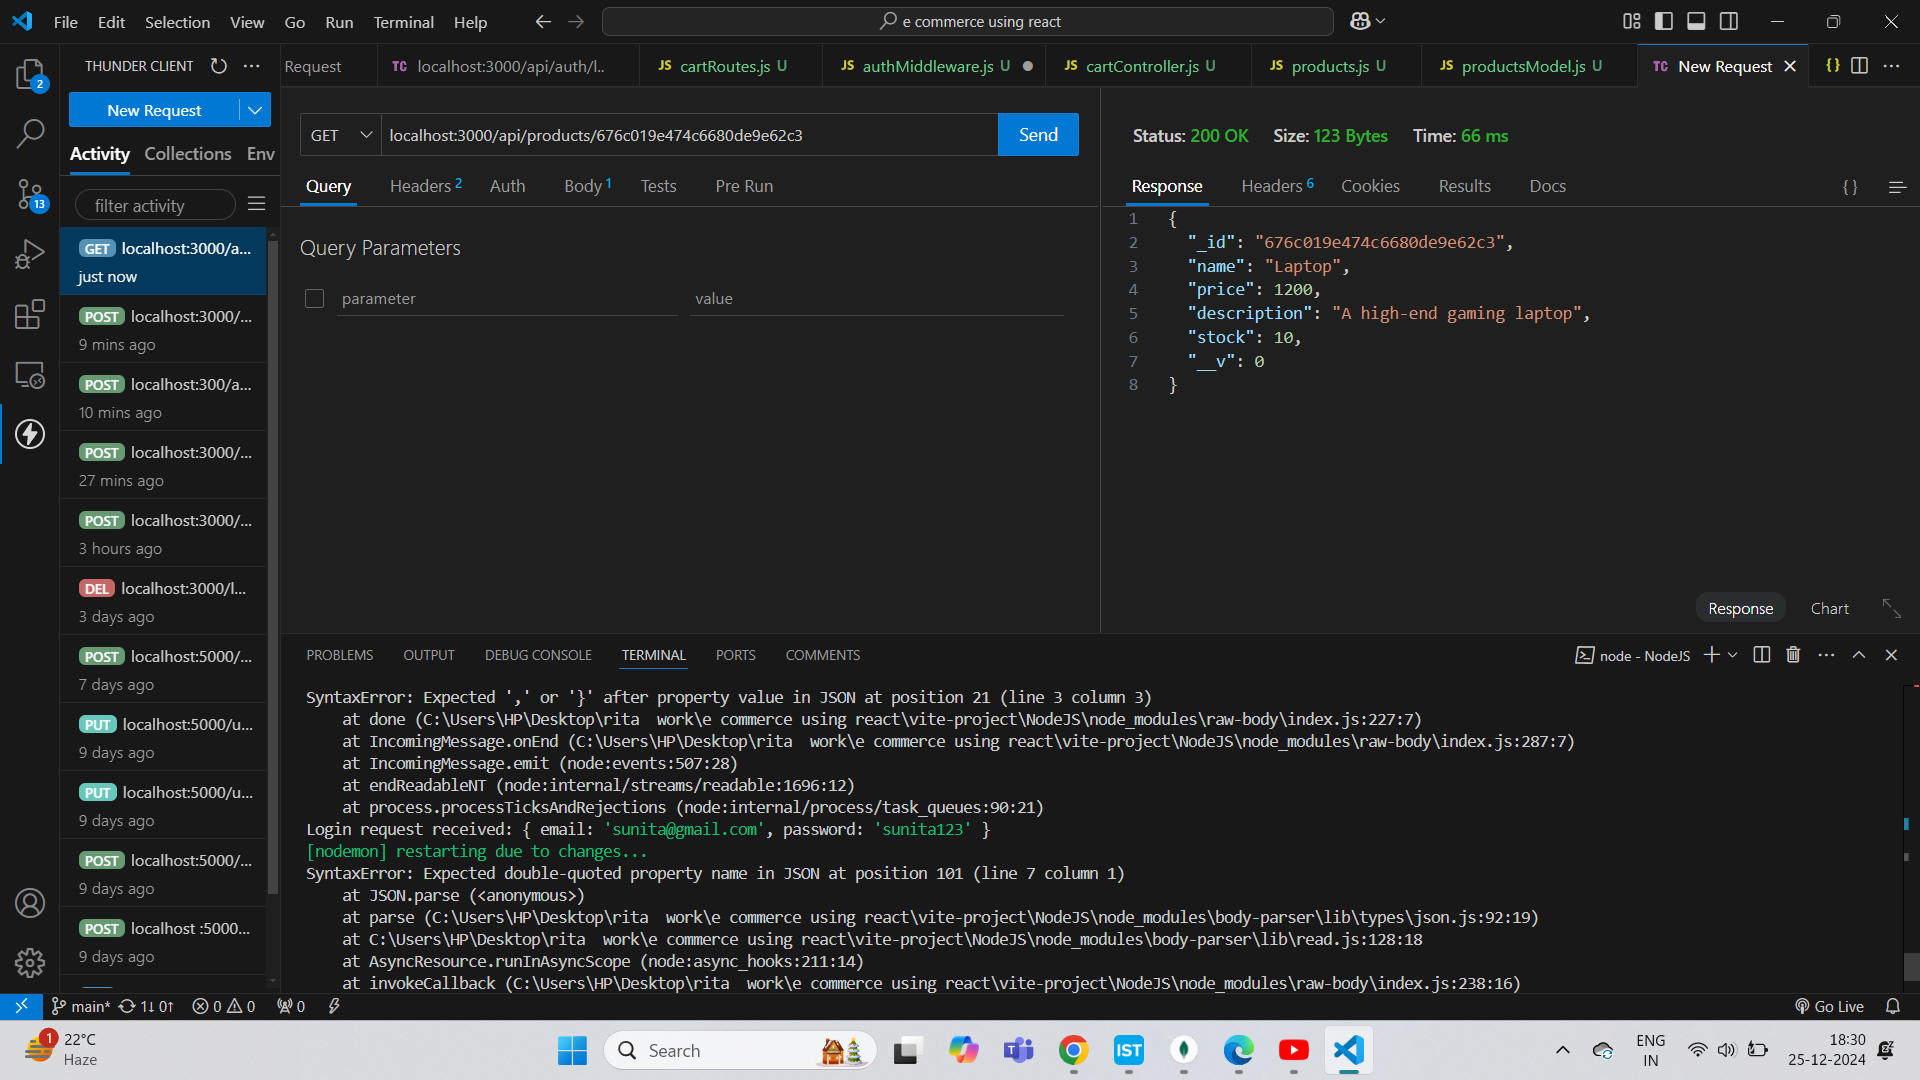 File Edit Selection View Go Run Terminal Help
e commerce using react
THUNDER CLIENT
New Request
Activity Collections Env
filter activity
GET localhost:3000/a...
just now
POST localhost:3000/...
9 mins ago
POST localhost:300/a...
10 mins ago
POST localhost:3000/...
27 mins ago
POST localhost:3000/...
3 hours ago
DEL localhost:3000/l...
3 days ago
POST localhost:5000/...
7 days ago
PUT localhost:5000/u...
9 days ago
PUT localhost:5000/u...
9 days ago
POST localhost:5000/...
9 days ago
POST localhost :5000...
9 days ago
2
13
Request TC localhost:3000/api/auth/l.. JS cartRoutes.js U JS authMiddleware.js U JS cartController.js U JS products.js U JS productsModel.js U TC New Request
GET localhost:3000/api/products/676c019e474c6680de9e62c3 Send
Query Headers 2 Auth Body 1 Tests Pre Run
Query Parameters
parameter value
Status: 200 OK Size: 123 Bytes Time: 66 ms
Response Headers 6 Cookies Results Docs {}
1 {
2 "_id": "676c019e474c6680de9e62c3",
3 "name": "Laptop",
4 "price": 1200,
5 "description": "A high-end gaming laptop",
6 "stock": 10,
7 "__v": 0
8 }
Response Chart
PROBLEMS OUTPUT DEBUG CONSOLE TERMINAL PORTS COMMENTS
node - NodeJS
SyntaxError: Expected ',' or '}' after property value in JSON at position 21 (line 3 column 3)
at done (C:\Users\HP\Desktop\rita  work\e commerce using react\vite-project\NodeJS\node_modules\raw-body\index.js:227:7)
at IncomingMessage.onEnd (C:\Users\HP\Desktop\rita  work\e commerce using react\vite-project\NodeJS\node_modules\raw-body\index.js:287:7)
at IncomingMessage.emit (node:events:507:28)
at endReadableNT (node:internal/streams/readable:1696:12)
at process.processTicksAndRejections (node:internal/process/task_queues:90:21)
Login request received: { email: 'sunita@gmail.com', password: 'sunita123' }
[nodemon] restarting due to changes...
SyntaxError: Expected double-quoted property name in JSON at position 101 (line 7 column 1)
at JSON.parse (<anonymous>)
at parse (C:\Users\HP\Desktop\rita  work\e commerce using react\vite-project\NodeJS\node_modules\body-parser\lib\types\json.js:92:19)
at C:\Users\HP\Desktop\rita  work\e commerce using react\vite-project\NodeJS\node_modules\body-parser\lib\read.js:128:18
at AsyncResource.runInAsyncScope (node:async_hooks:211:14)
at invokeCallback (C:\Users\HP\Desktop\rita  work\e commerce using react\vite-project\NodeJS\node_modules\raw-body\index.js:238:16)
main* 1↓ 0↑ 0 0 0 Go Live
1 22°C
Haze
Search
IST
ENG
IN
18:30
25-12-2024